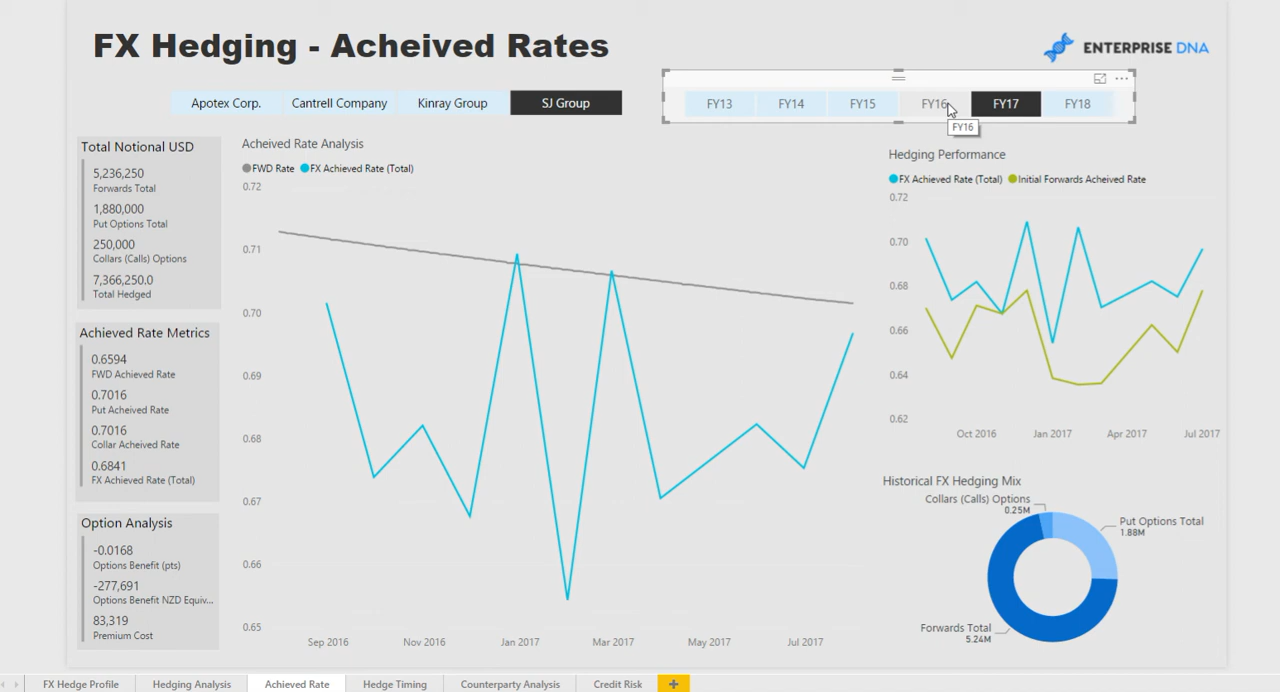 FX Hedging - Acheived Rates
ENTERPRISE DNA
Apotex Corp.
Cantrell Company
Kinray Group
SJ Group
FY13
FY14
FY15
FY16
FY17
FY18
FY16
Total Notional USD
5,236,250
Forwards Total
1,880,000
Put Options Total
250,000
Collars (Calls) Options
7,366,250.0
Total Hedged
Achieved Rate Metrics
0.6594
FWD Achieved Rate
0.7016
Put Acheived Rate
0.7016
Collar Acheived Rate
0.6841
FX Achieved Rate (Total)
Option Analysis
-0.0168
Options Benefit (pts)
-277,691
Options Benefit NZD Equiv...
83,319
Premium Cost
Acheived Rate Analysis
FWD Rate
FX Achieved Rate (Total)
0.72
0.71
0.70
0.69
0.68
0.67
0.66
0.65
Sep 2016
Nov 2016
Jan 2017
Mar 2017
May 2017
Jul 2017
Hedging Performance
FX Achieved Rate (Total)
Initial Forwards Acheived Rate
0.72
0.70
0.68
0.66
0.64
0.62
Oct 2016
Jan 2017
Apr 2017
Jul 2017
Historical FX Hedging Mix
Collars (Calls) Options
0.25M
Put Options Total
1.88M
Forwards Total
5.24M
FX Hedge Profile
Hedging Analysis
Achieved Rate
Hedge Timing
Counterparty Analysis
Credit Risk